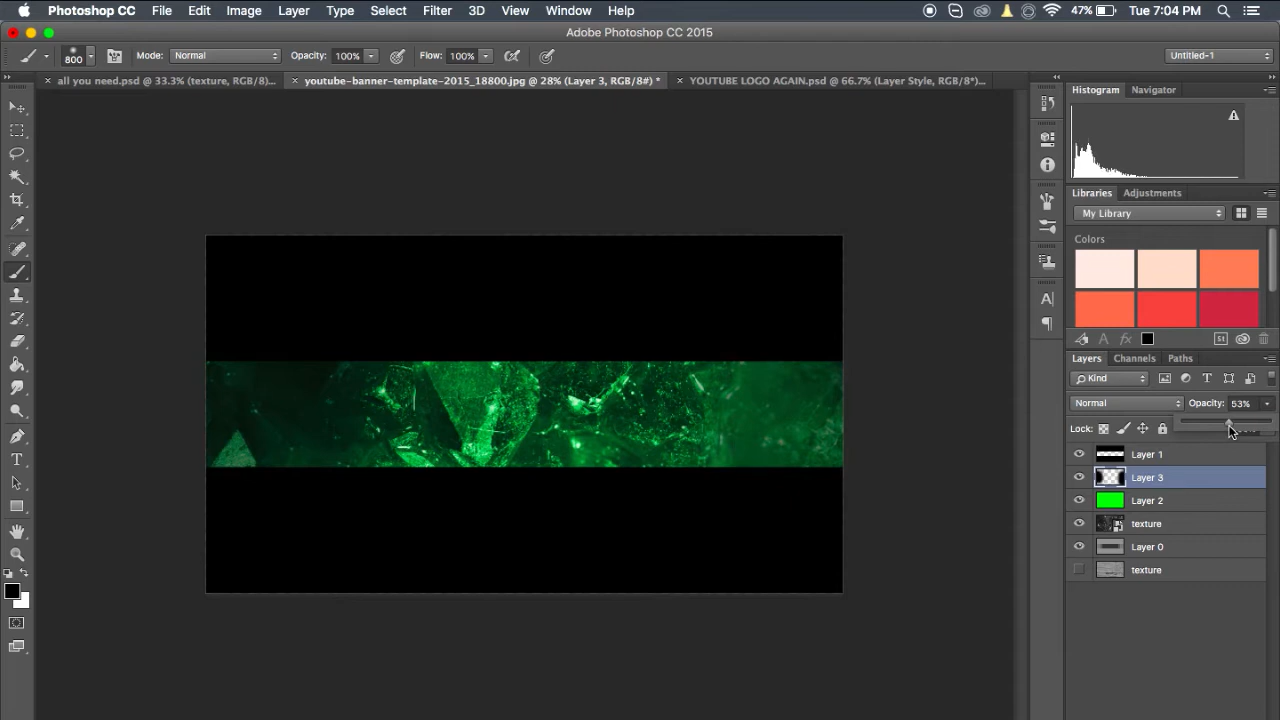 Photoshop CC File Edit Image Layer Type Select Filter 3D View Window Help 47% Tue 7:04 PM
Adobe Photoshop CC 2015
800 Mode: Normal Opacity: 100% Flow: 100% Untitled-1
all you need.psd @ 33.3% (texture, RGB/8)... youtube-banner-template-2015_18800.jpg @ 28% (Layer 3, RGB/8#) * YOUTUBE LOGO AGAIN.psd @ 66.7% (Layer Style, RGB/8*)...
Histogram Navigator
Libraries Adjustments
My Library
Colors
Layers Channels Paths
Kind
Normal Opacity: 53%
Lock:
Layer 1
Layer 3
Layer 2
texture
Layer 0
texture